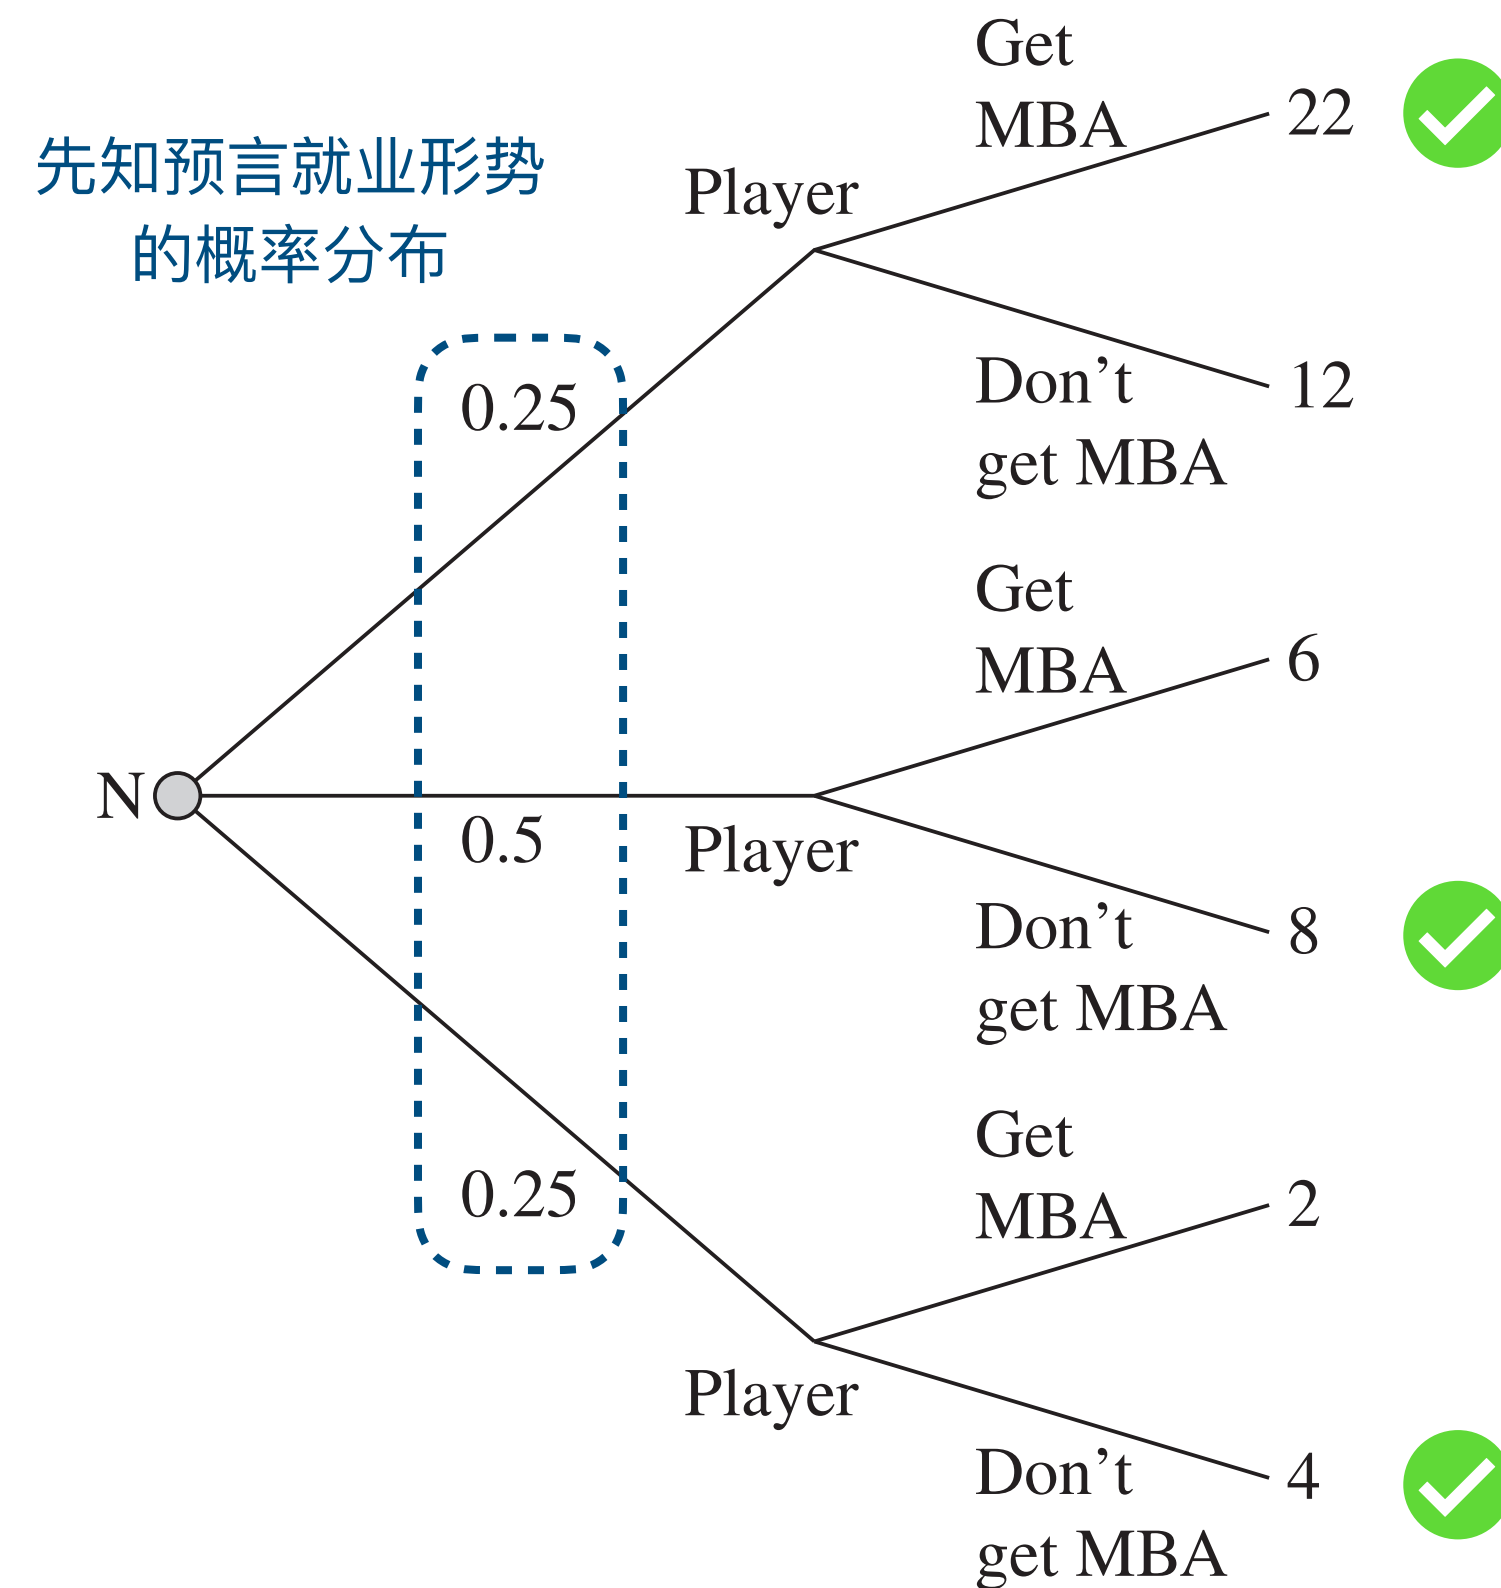 Get
MBA
22
先知预言就业形势
的概率分布
Player
Don’t
get MBA
12
0.25
Get
MBA
6
N
0.5
Player
Don’t
get MBA
8
Get
MBA
2
0.25
Player
Don’t
get MBA
4